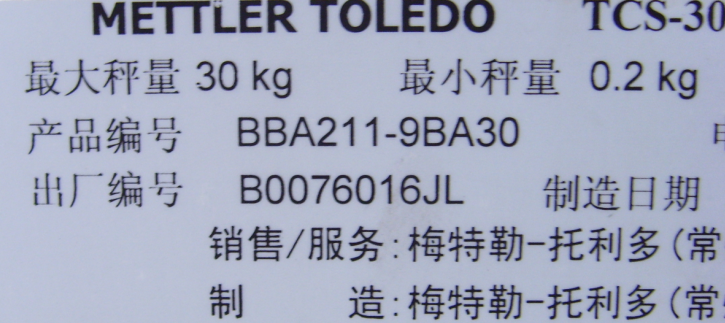 METTLER TOLEDO TCS-30
最大秤量 30 kg 最小秤量 0.2 kg
产品编号 BBA211-9BA30
出厂编号 B0076016JL 制造日期
销售/服务:梅特勒-托利多(常
制 造:梅特勒-托利多(常